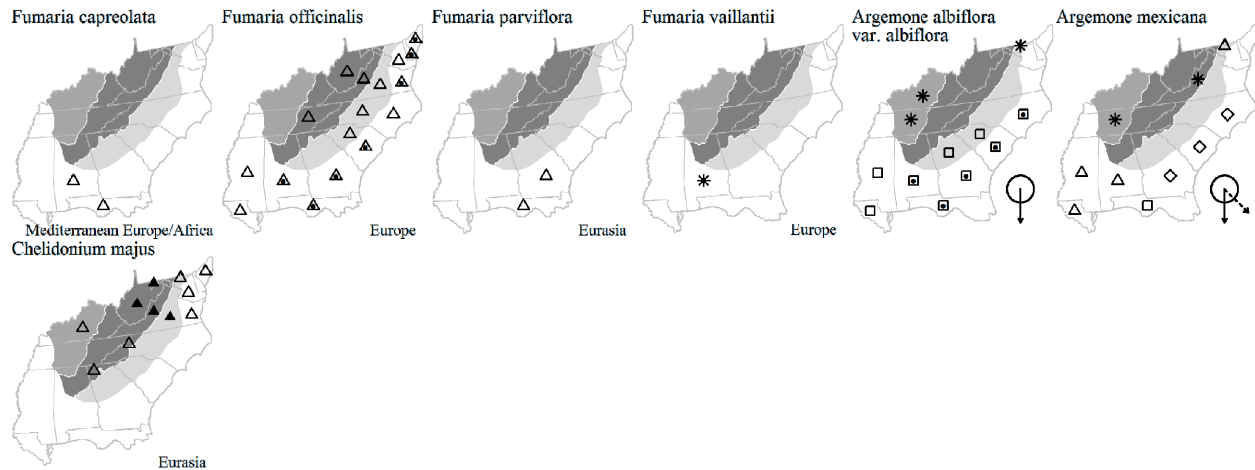 Fumaria capreolata
Fumaria officinalis
Fumaria parviflora
Fumaria vaillantii
Argemone albiflora
var. albiflora
Argemone mexicana
Mediterranean Europe/Africa
Europe
Eurasia
Europe
Chelidonium majus
Eurasia